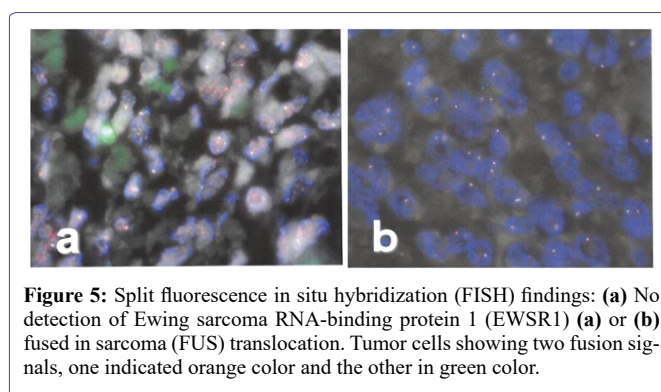 a
b
Figure 5: Split fluorescence in situ hybridization (FISH) findings: (a) No
detection of Ewing sarcoma RNA-binding protein 1 (EWSR1) (a) or (b)
fused in sarcoma (FUS) translocation. Tumor cells showing two fusion sig-
nals, one indicated orange color and the other in green color.